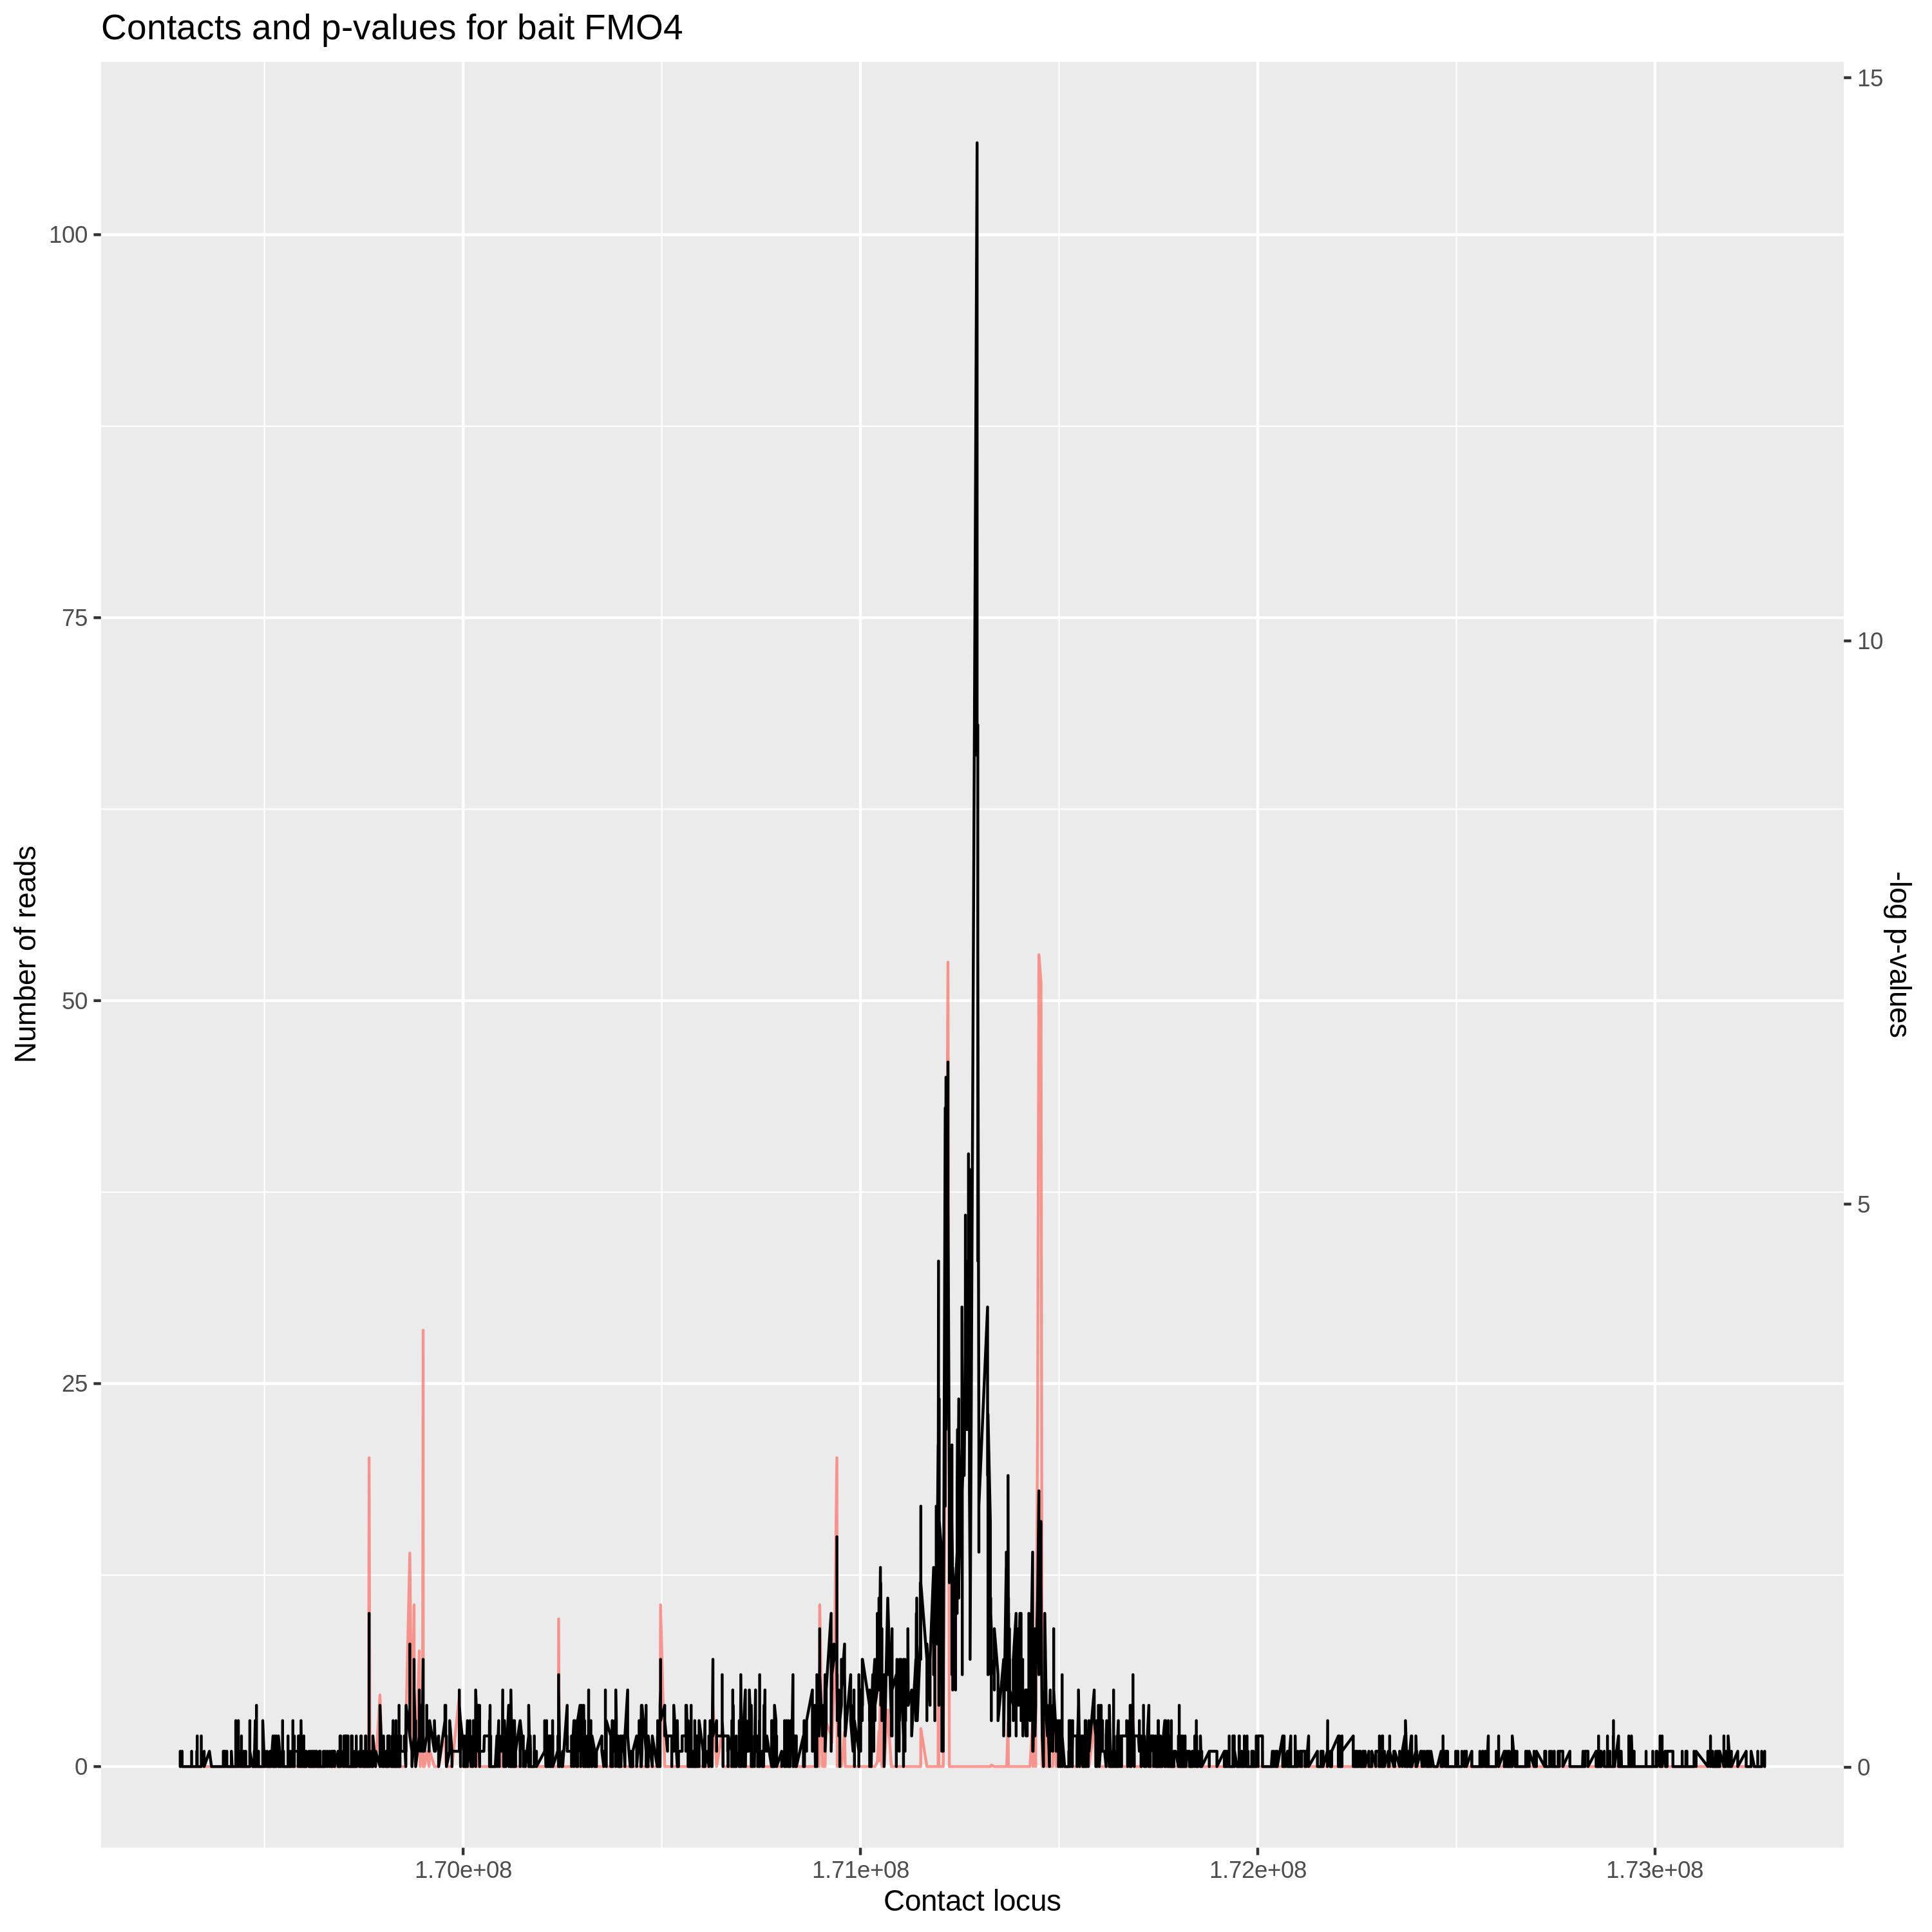 Contacts and p-values for bait FMO4
15
100
10
75
Number of reads
-log p-values
50
5
25
0
0
1.70e+08
1.71e+08
1.72e+08
1.73e+08
Contact locus